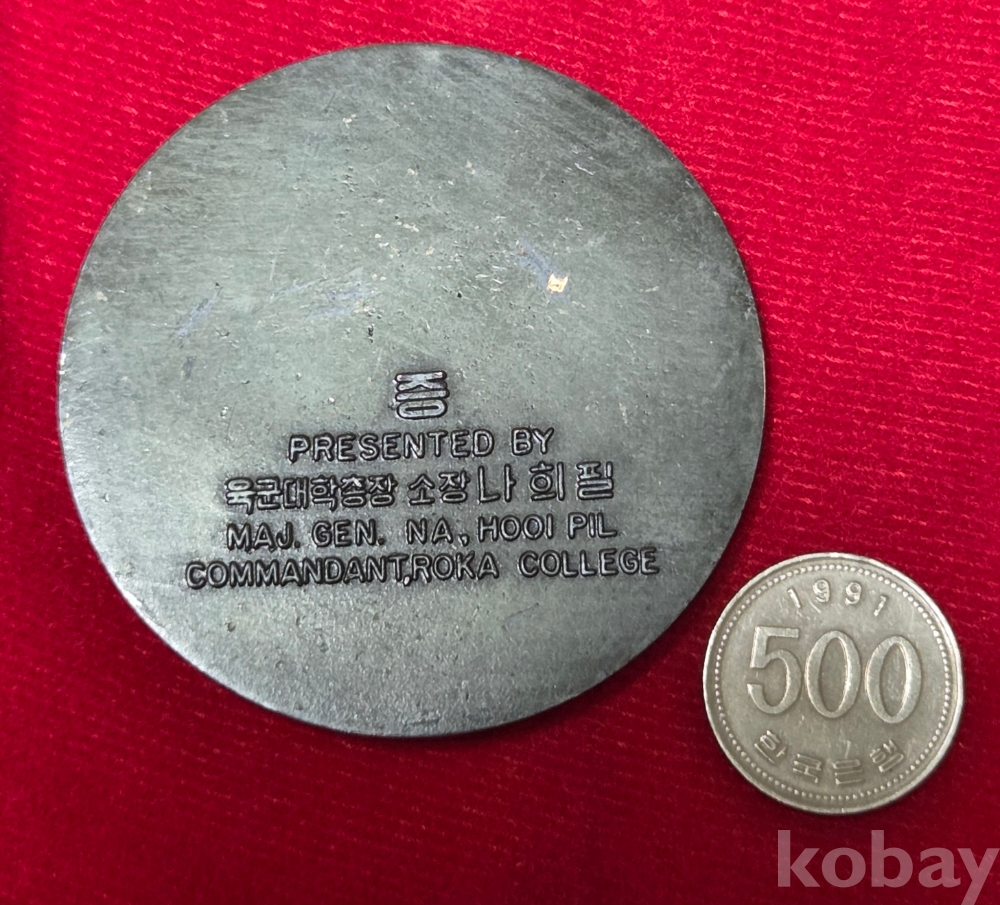 증
PRESENTED BY
육군대학총장 소장 나희필
MAJ. GEN. NA, HOOI PIL
COMMANDANT,ROKA COLLEGE
1991
500
한국은행
kobay